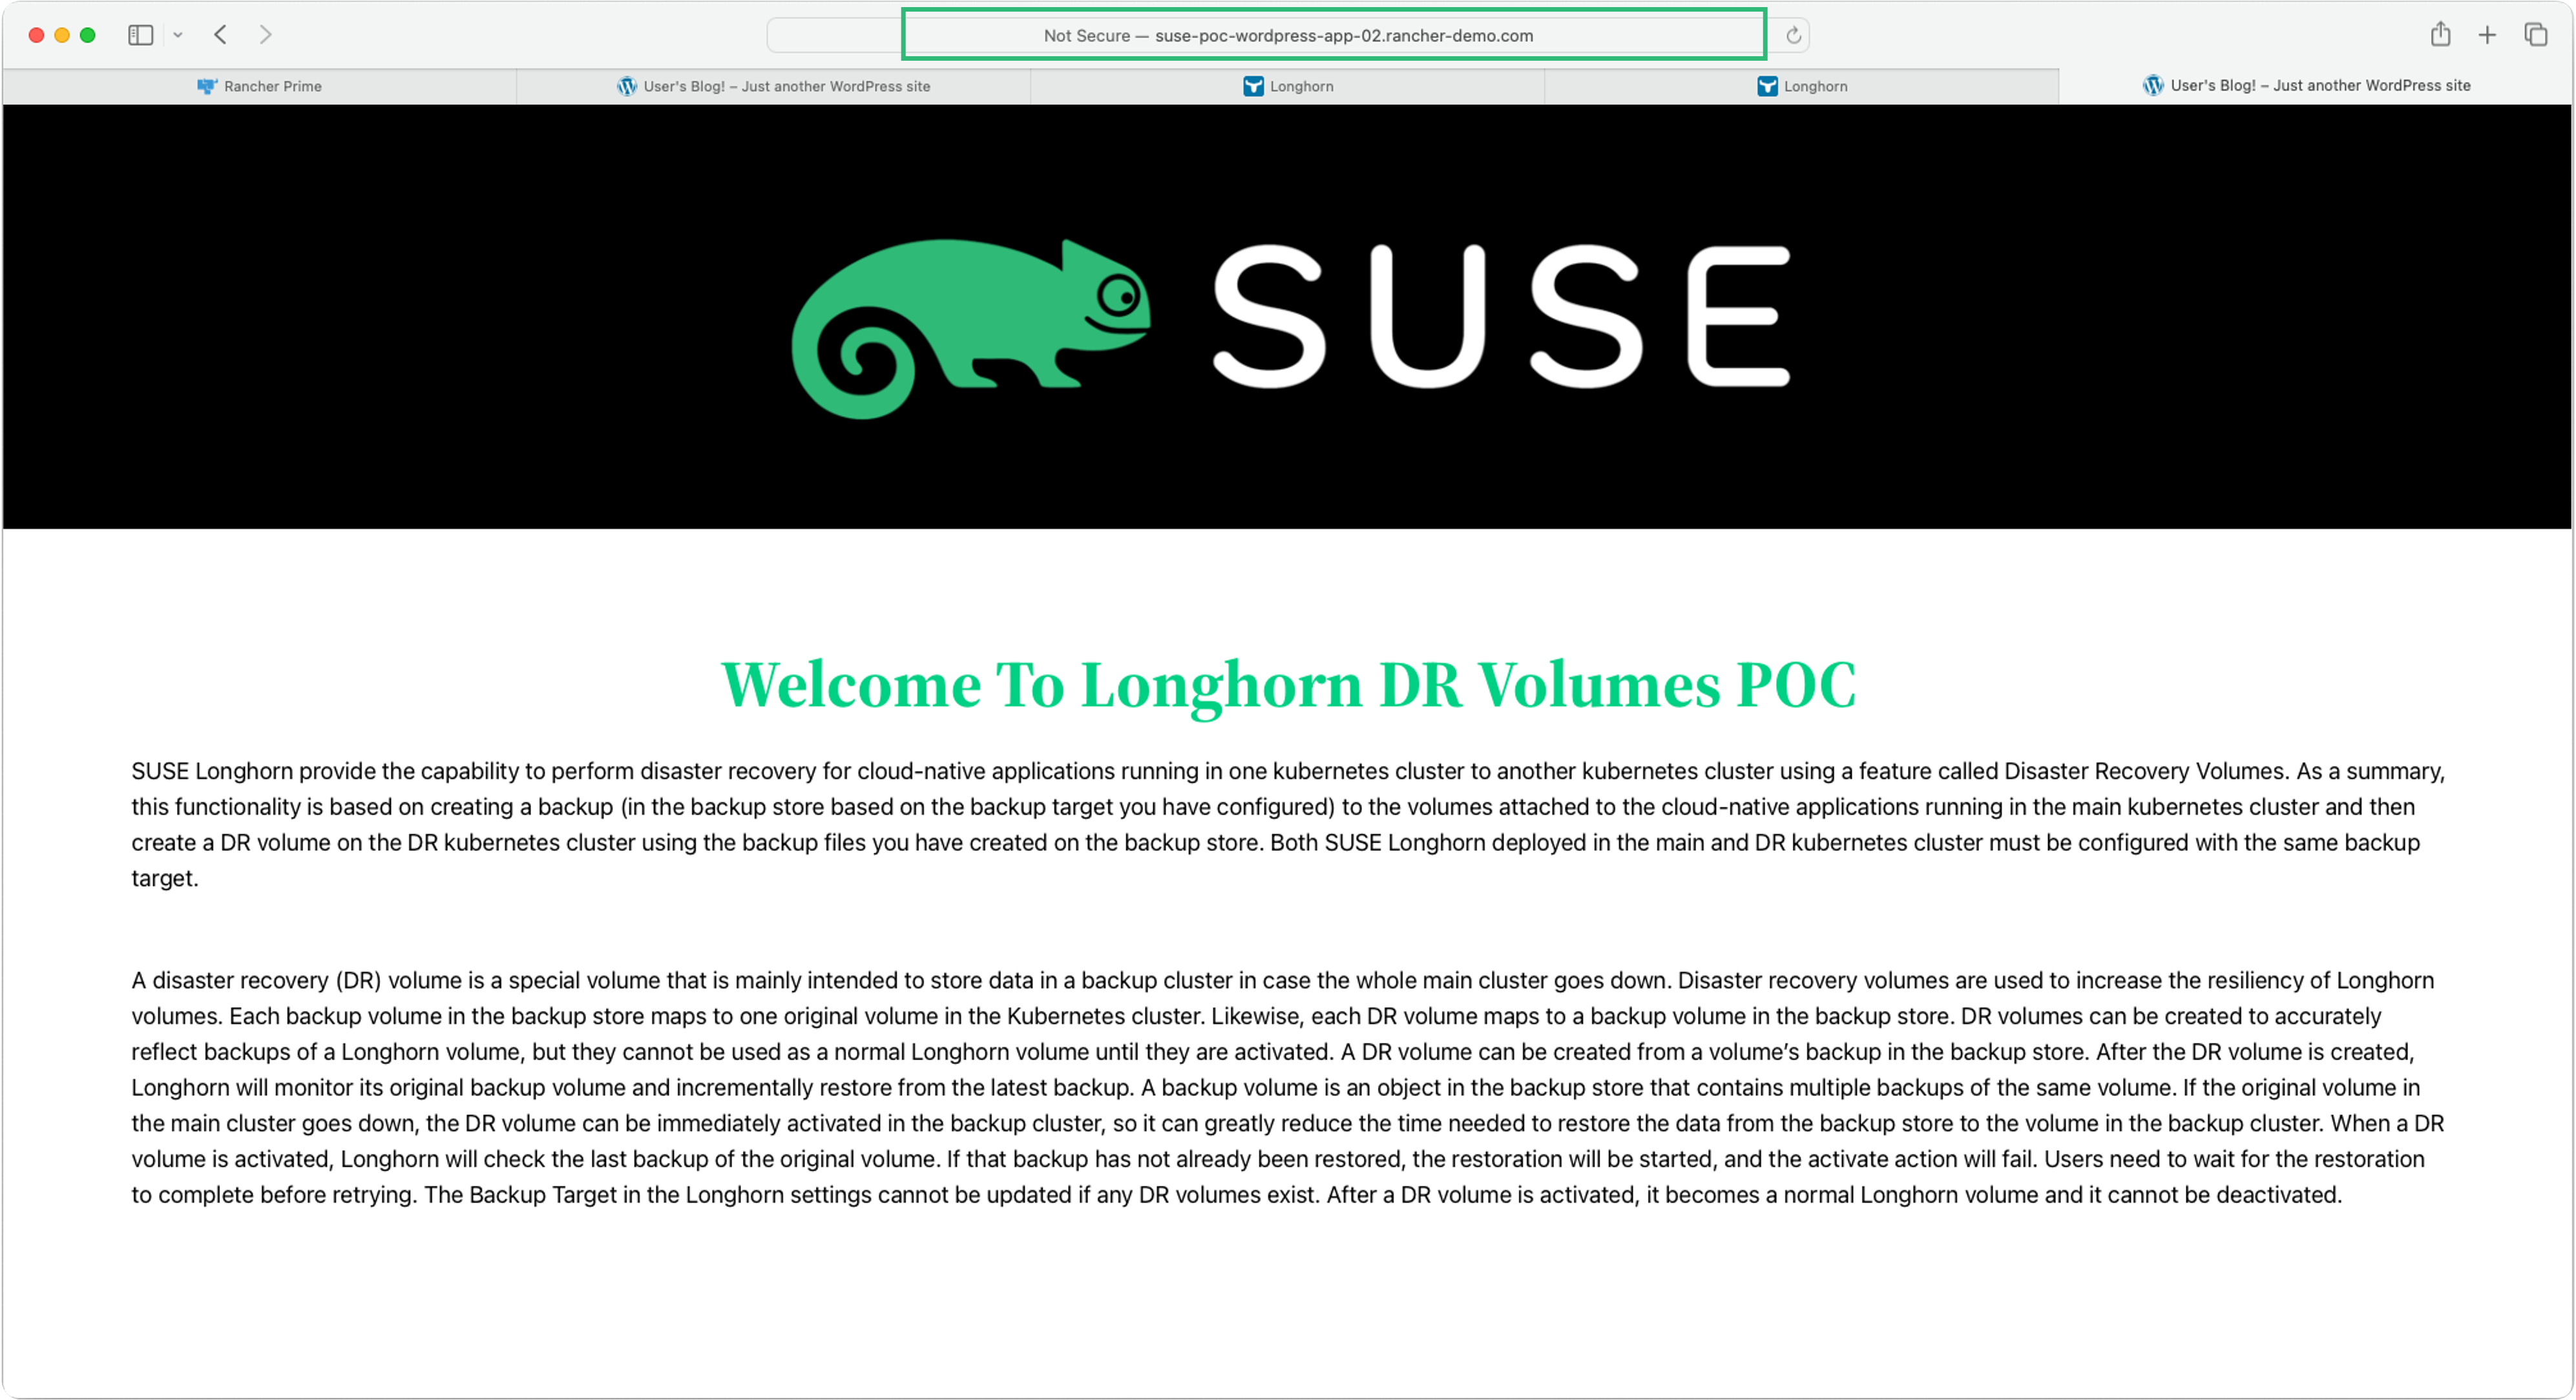 Not Secure — suse-poc-wordpress-app-02.rancher-demo.com
Rancher Prime
User's Blog! – Just another WordPress site
Longhorn
Longhorn
User's Blog! – Just another WordPress site
SUSE
Welcome To Longhorn DR Volumes POC
SUSE Longhorn provide the capability to perform disaster recovery for cloud-native applications running in one kubernetes cluster to another kubernetes cluster using a feature called Disaster Recovery Volumes. As a summary,
this functionality is based on creating a backup (in the backup store based on the backup target you have configured) to the volumes attached to the cloud-native applications running in the main kubernetes cluster and then
create a DR volume on the DR kubernetes cluster using the backup files you have created on the backup store. Both SUSE Longhorn deployed in the main and DR kubernetes cluster must be configured with the same backup
target.
A disaster recovery (DR) volume is a special volume that is mainly intended to store data in a backup cluster in case the whole main cluster goes down. Disaster recovery volumes are used to increase the resiliency of Longhorn
volumes. Each backup volume in the backup store maps to one original volume in the Kubernetes cluster. Likewise, each DR volume maps to a backup volume in the backup store. DR volumes can be created to accurately
reflect backups of a Longhorn volume, but they cannot be used as a normal Longhorn volume until they are activated. A DR volume can be created from a volume’s backup in the backup store. After the DR volume is created,
Longhorn will monitor its original backup volume and incrementally restore from the latest backup. A backup volume is an object in the backup store that contains multiple backups of the same volume. If the original volume in
the main cluster goes down, the DR volume can be immediately activated in the backup cluster, so it can greatly reduce the time needed to restore the data from the backup store to the volume in the backup cluster. When a DR
volume is activated, Longhorn will check the last backup of the original volume. If that backup has not already been restored, the restoration will be started, and the activate action will fail. Users need to wait for the restoration
to complete before retrying. The Backup Target in the Longhorn settings cannot be updated if any DR volumes exist. After a DR volume is activated, it becomes a normal Longhorn volume and it cannot be deactivated.